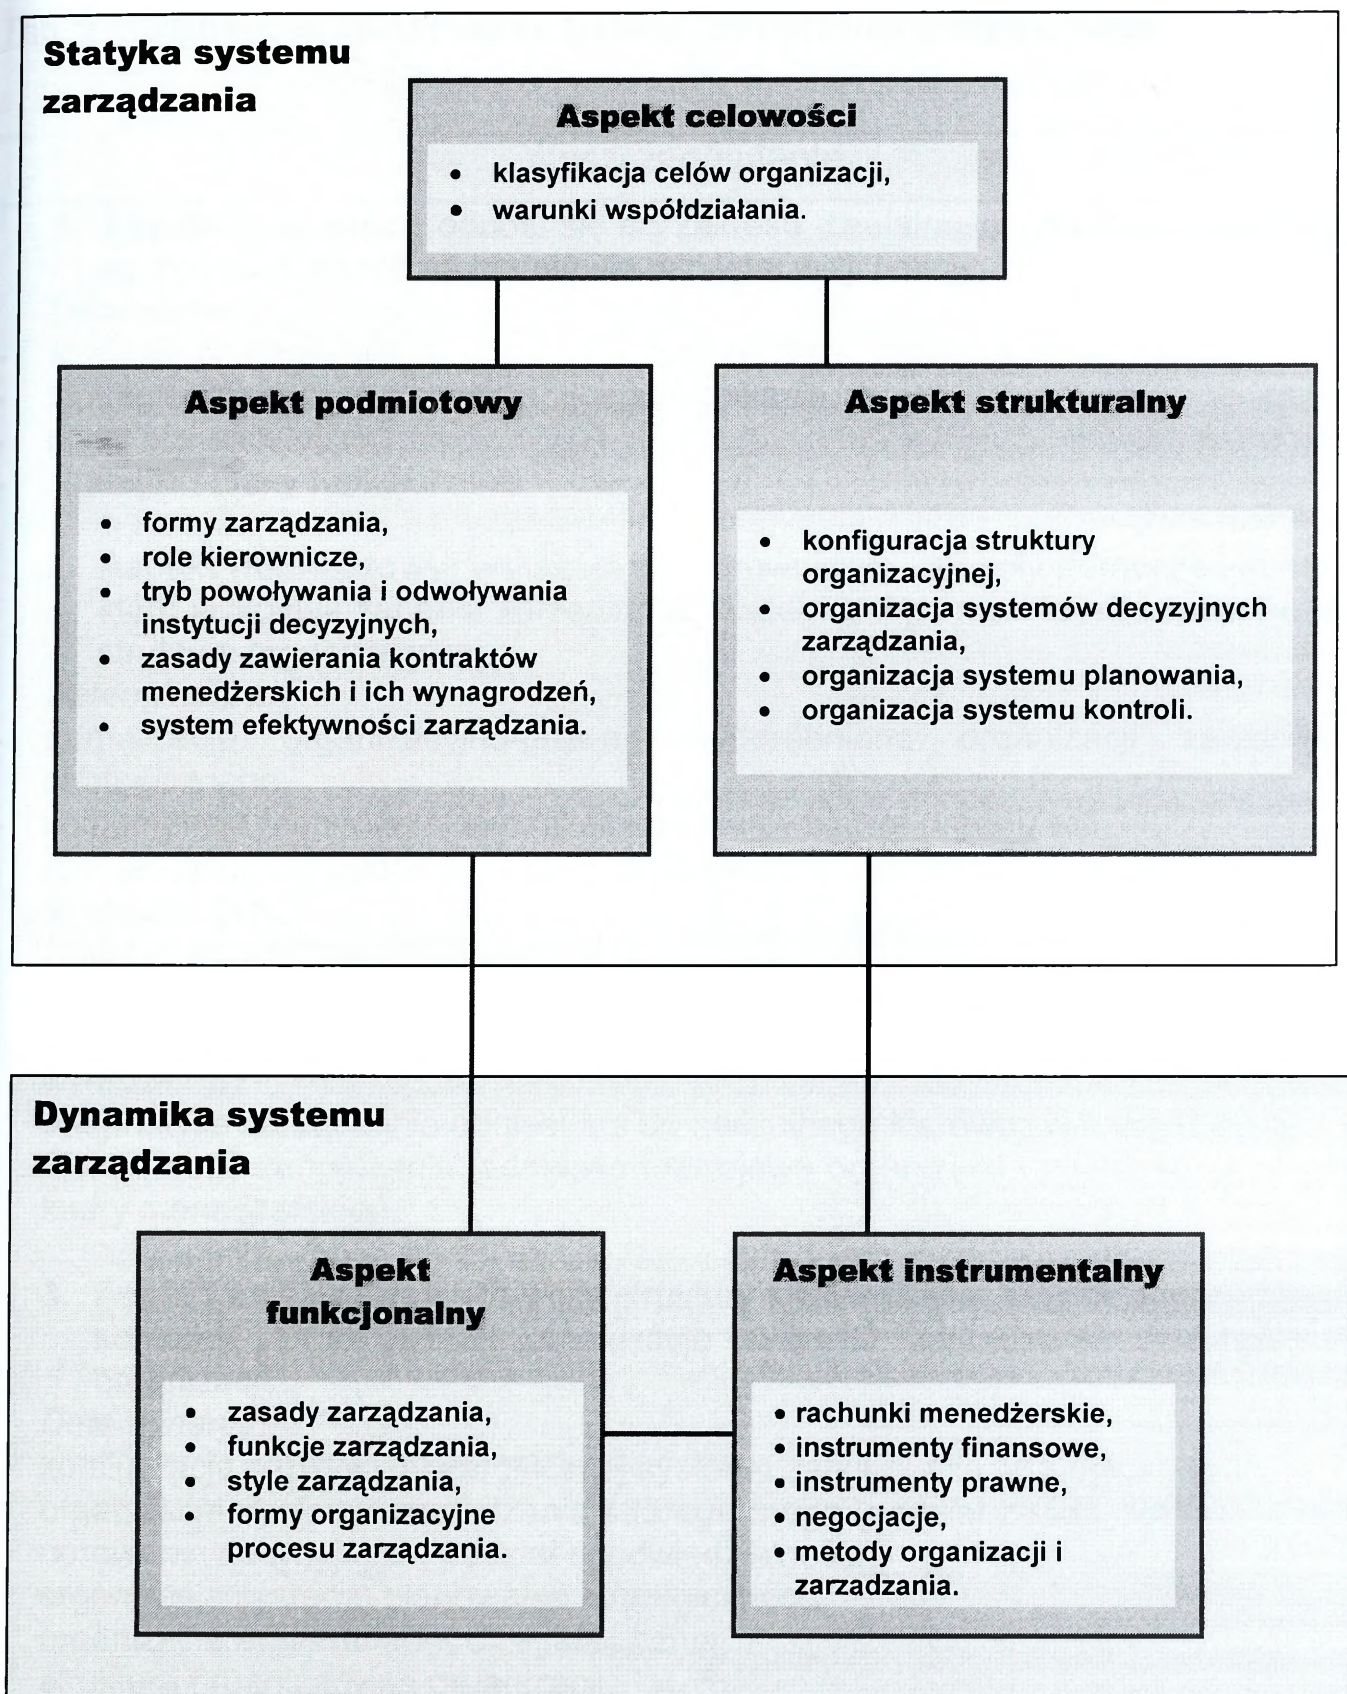 Statyka systemu
zarządzania
Aspekt celowości
• klasyfikacja celów organizacji,
• warunki współdziałania.
Aspekt podmiotowy
• formy zarządzania,
• role kierownicze,
• tryb powoływania i odwoływania
instytucji decyzyjnych,
• zasady zawierania kontraktów
menedżerskich i ich wynagrodzeń,
• system efektywności zarządzania.
Aspekt strukturalny
• konfiguracja struktury
organizacyjnej,
• organizacja systemów decyzyjnych
zarządzania,
• organizacja systemu planowania,
• organizacja systemu kontroli.
Dynamika systemu
zarządzania
Aspekt
funkcjonalny
• zasady zarządzania,
• funkcje zarządzania,
• style zarządzania,
• formy organizacyjne
procesu zarządzania.
Aspekt instrumentalny
• rachunki menedżerskie,
• instrumenty finansowe,
• instrumenty prawne,
• negocjacje,
• metody organizacji i
zarzadzania.